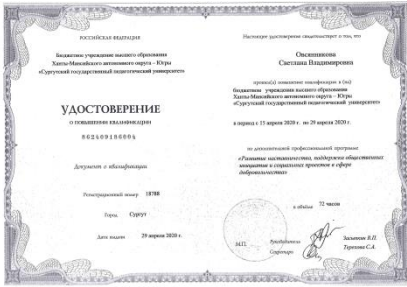 РОССИЙСКАЯ ФЕДЕРАЦИЯ
Бюджетное учреждение высшего образования
Ханты-Мансийского автономного округа – Югры
«Сургутский государственный педагогический университет»
УДОСТОВЕРЕНИЕ
О ПОВЫШЕНИИ КВАЛИФИКАЦИИ
862409186804
Документ о квалификации
Регистрационный номер 18788
Город Сургут
Дата выдачи 29 апреля 2020 г.
Настоящее удостоверение свидетельствует о том, что
Овсянникова
Светлана Владимировна
прошел(а) повышение квалификации в (на)
бюджетном учреждении высшего образования
Ханты-Мансийского автономного округа – Югры
«Сургутский государственный педагогический университет»
в период с 15 апреля 2020 г. по 29 апреля 2020 г.
по дополнительной профессиональной программе
«Развитие наставничества, поддержка общественных
инициатив и социальных проектов в сфере
добровольчества»
в объёме 72 часов
М.П.
Руководитель Засыпкин В.П.
Секретарь Терехова С.А.